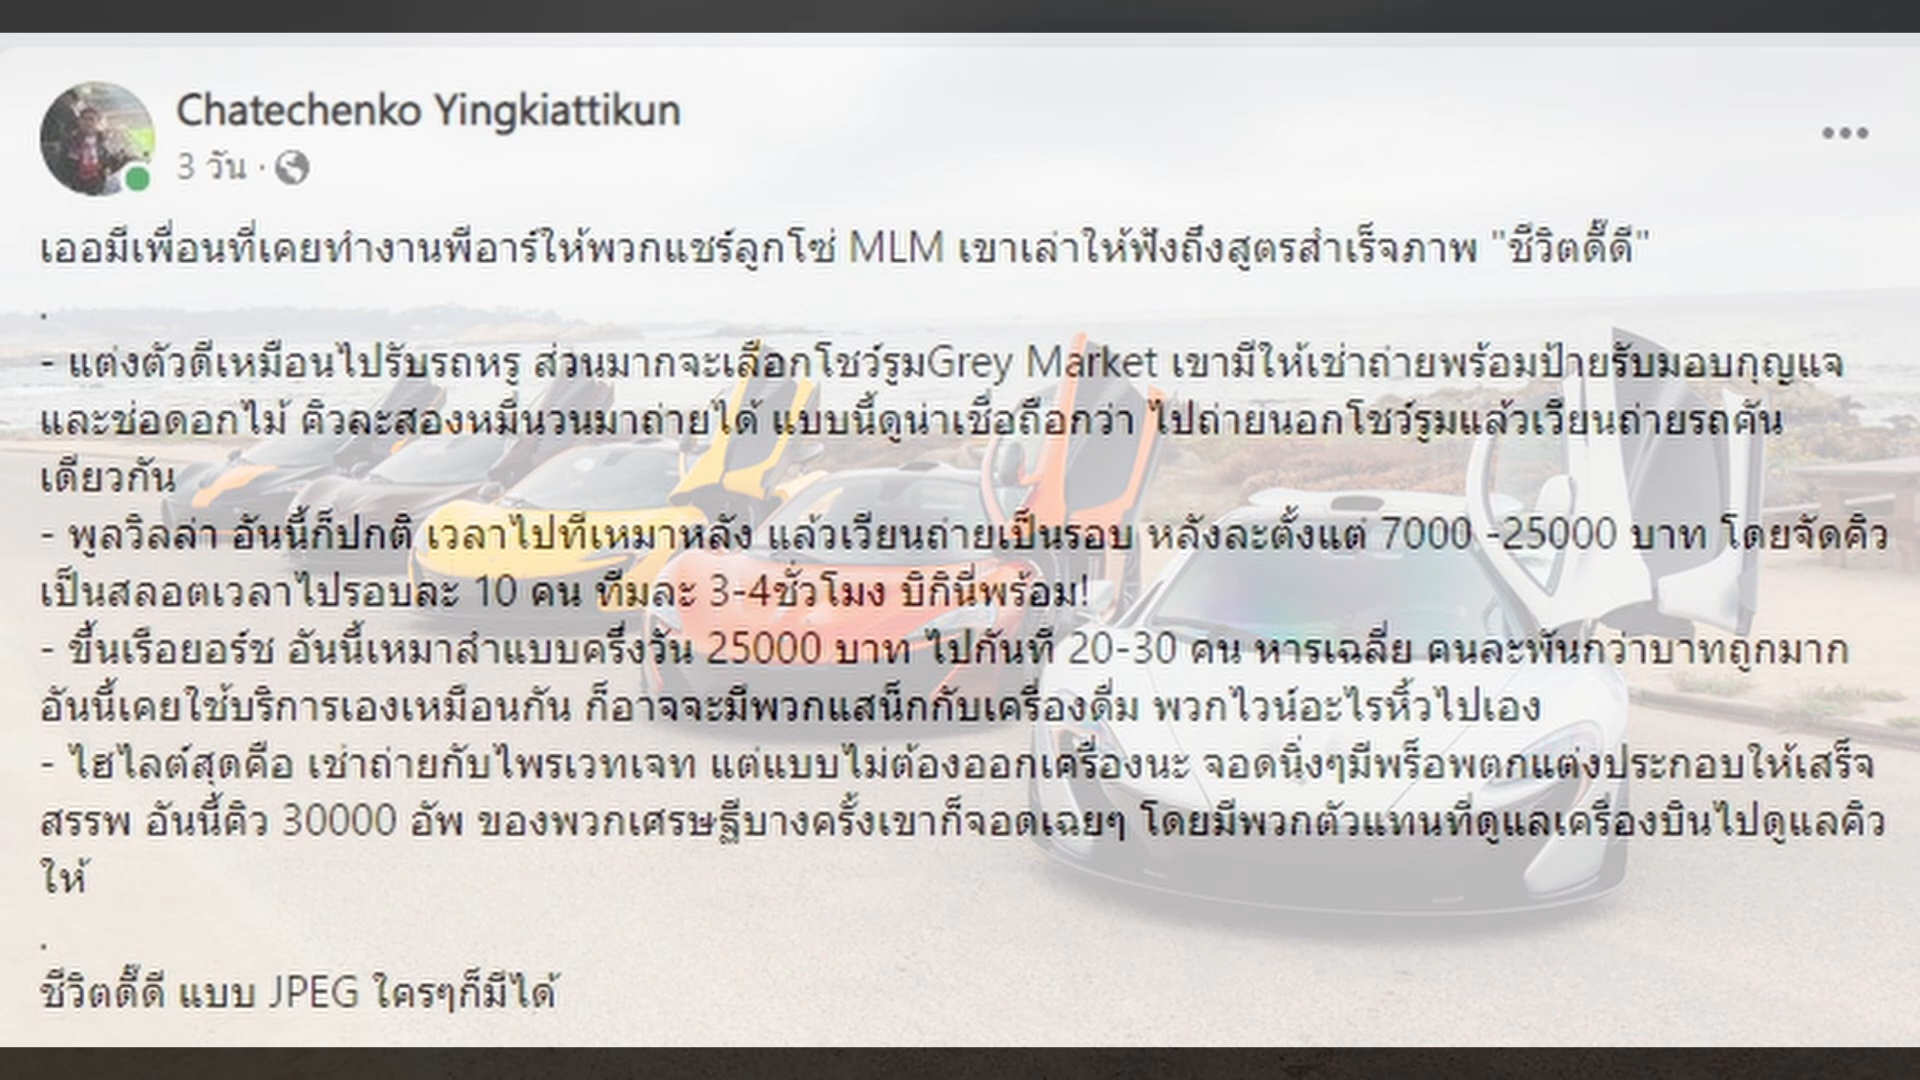 Chatechenko Yingkiattikun
3 วัน ·
เออมีเพื่อนที่เคยทำงานพีอาร์ให้พวกแชร์ลูกโซ่ MLM เขาเล่าให้ฟังถึงสูตรสำเร็จภาพ "ชีวิตดี๊ดี"
.
- แต่งตัวดีเหมือนไปรับรถหรู ส่วนมากจะเลือกโชว์รูมGrey Market เขามีให้เช่าถ่ายพร้อมป้ายรับมอบกุญแจ
และช่อดอกไม้ คิวละสองหมื่นวนมาถ่ายได้ แบบนี้ดูน่าเชื่อถือกว่า ไปถ่ายนอกโชว์รูมแล้วเวียนถ่ายรถคัน
เดียวกัน
- พูลวิลล่า อันนี้ก็ปกติ เวลาไปทีเหมาหลัง แล้วเวียนถ่ายเป็นรอบ หลังละตั้งแต่ 7000 -25000 บาท โดยจัดคิว
เป็นสลอตเวลาไปรอบละ 10 คน ทีมละ 3-4ชั่วโมง บิกินี่พร้อม!
- ขึ้นเรือยอร์ช อันนี้เหมาลำแบบครึ่งวัน 25000 บาท ไปกันที 20-30 คน หารเฉลี่ย คนละพันกว่าบาทถูกมาก
อันนี้เคยใช้บริการเองเหมือนกัน ก็อาจจะมีพวกแสน็กกับเครื่องดื่ม พวกไวน์อะไรหิ้วไปเอง
- ไฮไลต์สุดคือ เช่าถ่ายกับไพรเวทเจท แต่แบบไม่ต้องออกเครื่องนะ จอดนิ่งๆมีพร็อพตกแต่งประกอบให้เสร็จ
สรรพ อันนี้คิว 30000 อัพ ของพวกเศรษฐีบางครั้งเขาก็จอดเฉยๆ โดยมีพวกตัวแทนที่ดูแลเครื่องบินไปดูแลคิว
ให้
.
ชีวิตดี๊ดี แบบ JPEG ใครๆก็มีได้